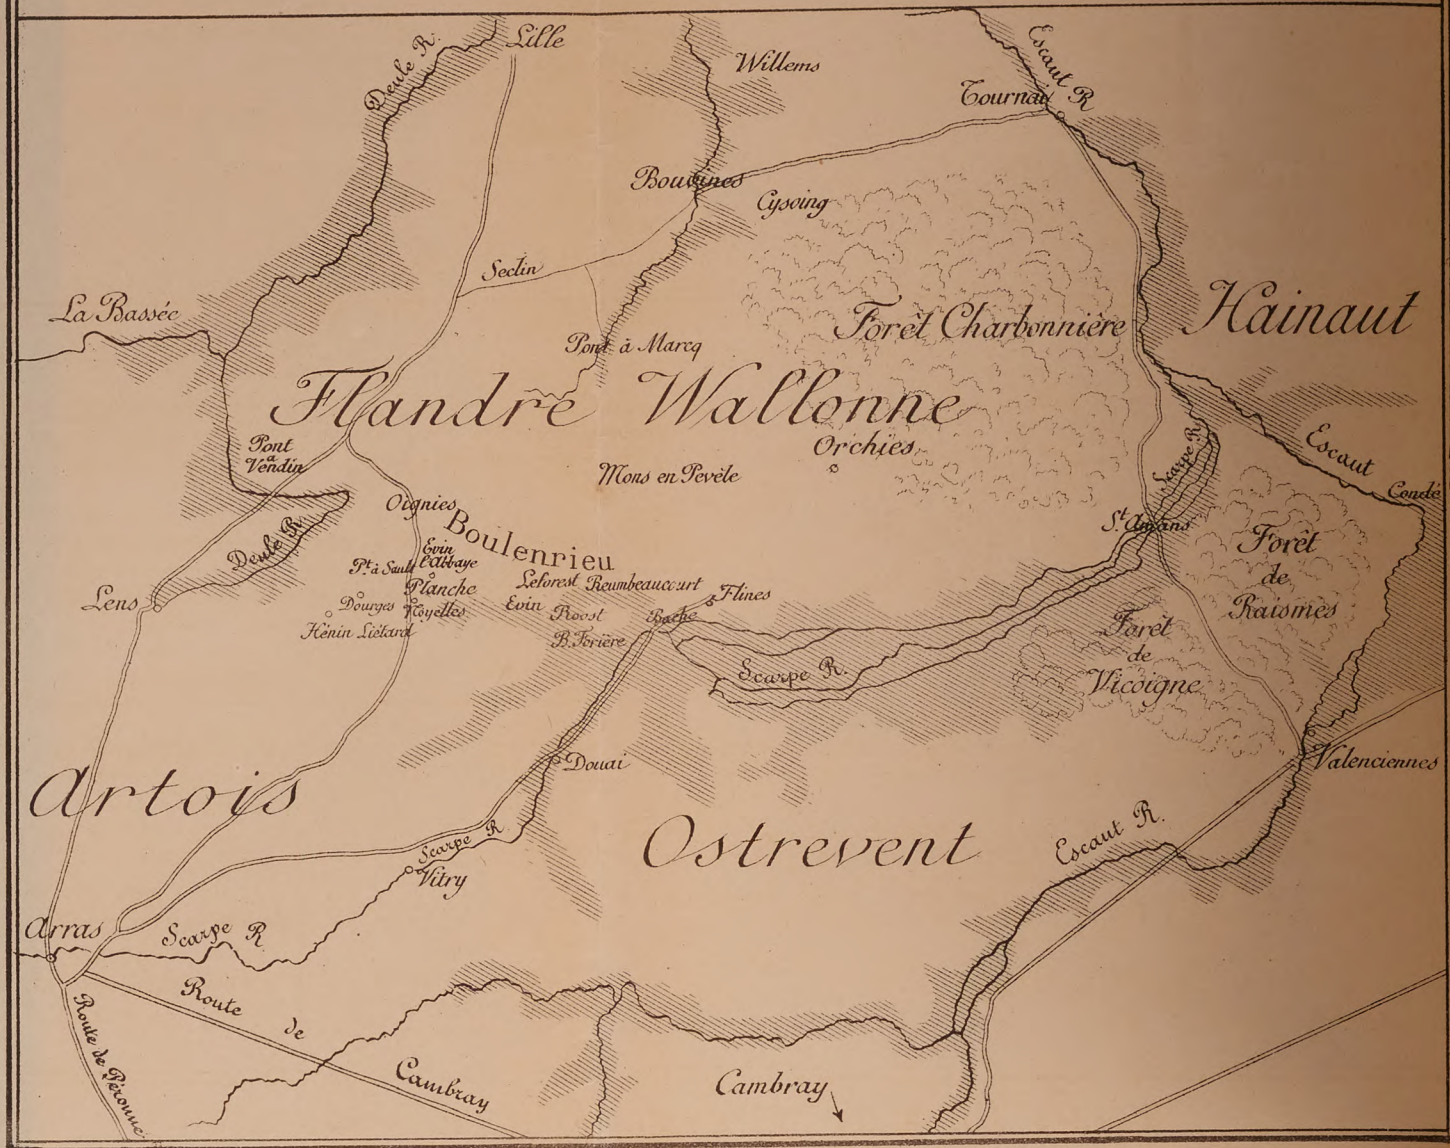 Lille
Deule R.
Willems
Escaut R
Tournai
Bouvines
Cysoing
Seclin
La Bassée
Pont à Marcq
Forêt Charbonnière
Hainaut
Flandre Wallonne
Orchies
Pont
a
Vendin
Mons en Pevéle
Scarpe R.
Escaut
Condé
Oignies
Boulenrieu
Deule R.
St. Amans
Evin
l'Abbaye
Pt. à Sault
Planche
Leforest
Reumbeaucourt
Flines
Forêt
de
Raismes
Lens
Dourges
Noyelles
Evin
Roost
Bache
Hénin Liétard
B. Forière
Forêt
de
Vicoigne
Scarpe R.
Artois
Douai
Valenciennes
Ostrevent
Escaut R.
Scarpe R
Vitry
Arras
Scarpe R
Route de Cambray
Route de Péronne
Cambray